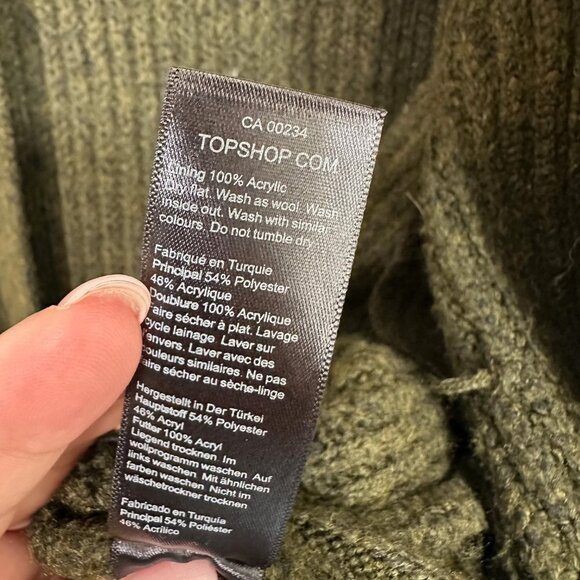 CA 00234
TOPSHOP.COM
Lining 100% Acrylic
Dry flat. Wash as wool. Wash
inside out. Wash with similar
colours. Do not tumble dry
Fabriqué en Turquie
Principal 54% Polyester
46% Acrylique
Doublure 100% Acrylique
aire sécher à plat. Lavage
cycle lainage. Laver sur
envers. Laver avec des
couleurs similaires. Ne pas
aire sécher au sèche-linge
Hergestellt in Der Türkei
Hauptstoff 54% Polyester
46% Acryl
Futter 100% Acryl
Liegend trocknen. Im
wollprogramm waschen. Auf
links waschen. Mit ähnlichen
farben waschen. Nicht im
wäschetrockner trocknen
Fabricado en Turquía
Principal 54% Poliéster
46% Acrílico